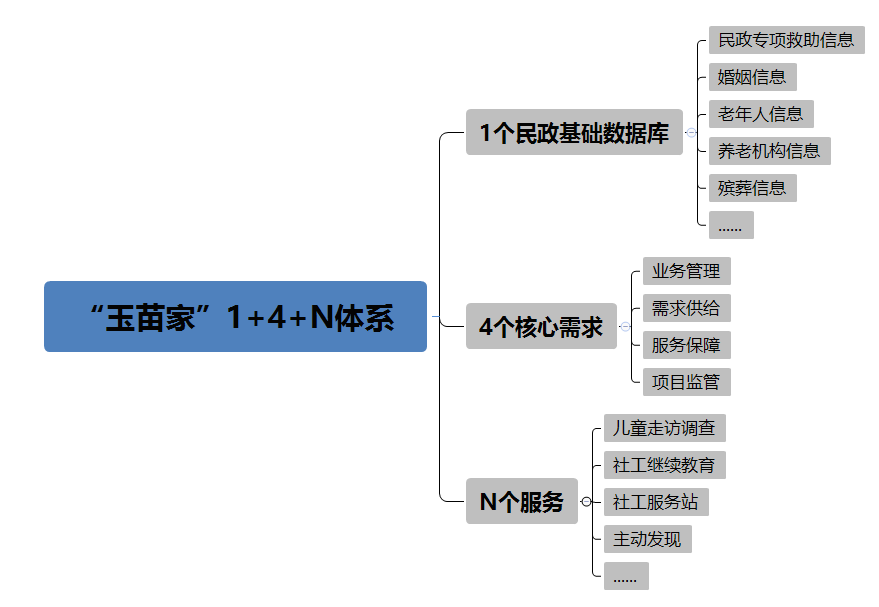 “玉苗家”1+4+N体系
1个民政基础数据库
民政专项救助信息
婚姻信息
老年人信息
养老机构信息
殡葬信息
......
4个核心需求
业务管理
需求供给
服务保障
项目监管
N个服务
儿童走访调查
社工继续教育
社工服务站
主动发现
......